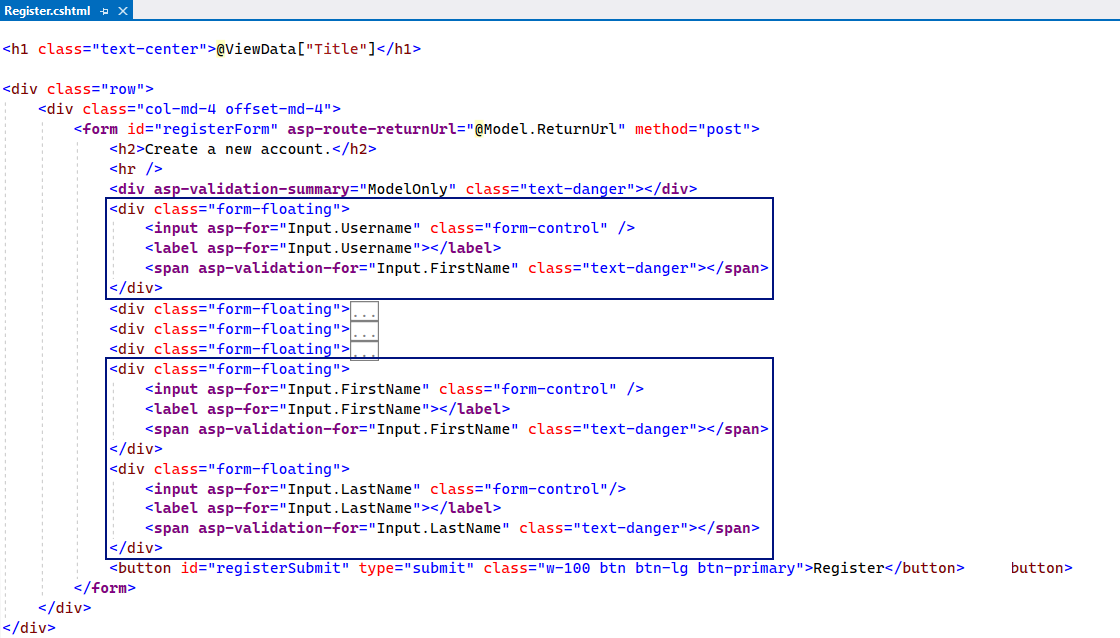 Register.cshtml
<h1 class="text-center">@ViewData["Title"]</h1>
<div class="row">
<div class="col-md-4 offset-md-4">
<form id="registerForm" asp-route-returnUrl="@Model.ReturnUrl" method="post">
<h2>Create a new account.</h2>
<hr />
<div asp-validation-summary="ModelOnly" class="text-danger"></div>
<div class="form-floating">
<input asp-for="Input.Username" class="form-control" />
<label asp-for="Input.Username"></label>
<span asp-validation-for="Input.FirstName" class="text-danger"></span>
</div>
<div class="form-floating">...
<div class="form-floating">...
<div class="form-floating">...
<div class="form-floating">
<input asp-for="Input.FirstName" class="form-control" />
<label asp-for="Input.FirstName"></label>
<span asp-validation-for="Input.FirstName" class="text-danger"></span>
</div>
<div class="form-floating">
<input asp-for="Input.LastName" class="form-control"/>
<label asp-for="Input.LastName"></label>
<span asp-validation-for="Input.LastName" class="text-danger"></span>
</div>
<button id="registerSubmit" type="submit" class="w-100 btn btn-lg btn-primary">Register</button> button>
</form>
</div>
</div>